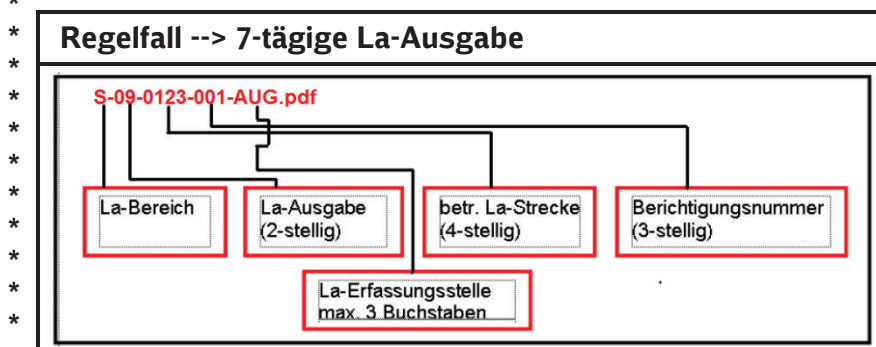 *
* Regelfall --> 7-tägige La-Ausgabe
*
* S-09-0123-001-AUG.pdf
*
*
* La-Bereich La-Ausgabe betr. La-Strecke Berichtigungsnummer
* (2-stellig) (4-stellig) (3-stellig)
*
* La-Erfassungsstelle
* max. 3 Buchstaben